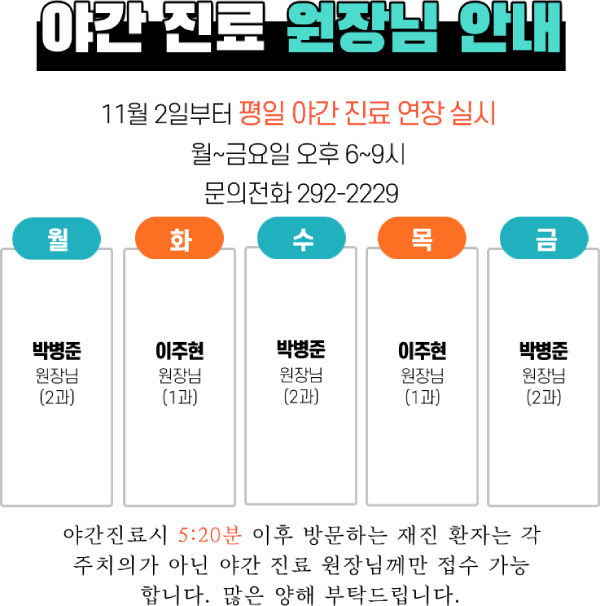 야간 진료 원장님 안내
11월 2일부터 평일 야간 진료 연장 실시
월~금요일 오후 6~9시
문의전화 292-2229
월 화 수 목 금
박병준 이주현 박병준 이주현 박병준
원장님 원장님 원장님 원장님 원장님
(2과) (1과) (2과) (1과) (2과)
야간진료시 5:20분 이후 방문하는 재진 환자는 각
주치의가 아닌 야간 진료 원장님께만 접수 가능
합니다. 많은 양해 부탁드립니다.